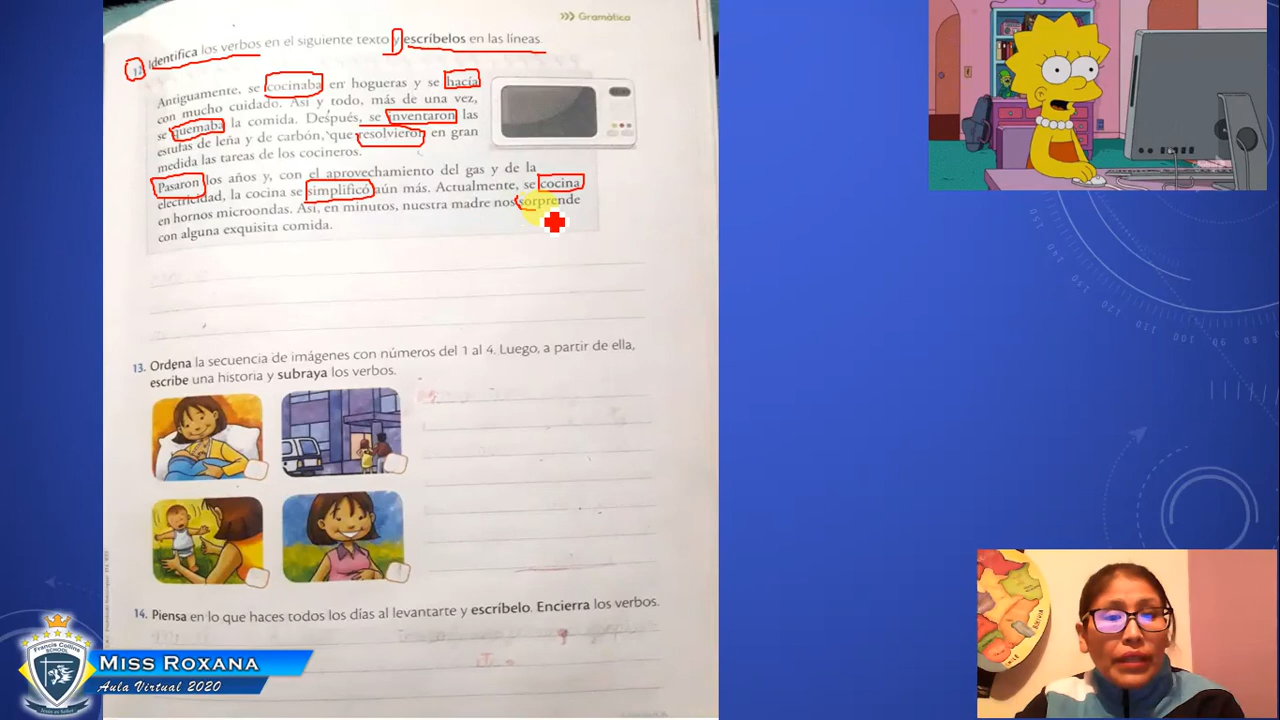 >>> Gramática
12. Identifica los verbos en el siguiente texto y escríbelos en las líneas.
Antiguamente, se cocinaba en hogueras y se hacía
con mucho cuidado. Así y todo, más de una vez,
se quemaba la comida. Después, se inventaron las
estufas de leña y de carbón, que resolvieron en gran
medida las tareas de los cocineros.
Pasaron los años y, con el aprovechamiento del gas y de la
electricidad, la cocina se simplificó aún más. Actualmente, se cocina
en hornos microondas. Así, en minutos, nuestra madre nos sorprende
con alguna exquisita comida.
13. Ordena la secuencia de imágenes con números del 1 al 4. Luego, a partir de ella,
escribe una historia y subraya los verbos.
14. Piensa en lo que haces todos los días al levantarte y escríbelo. Encierra los verbos.
Francis Collins
SCHOOL
MISS ROXANA
Aula Virtual 2020
BOLIVIA
CHILE